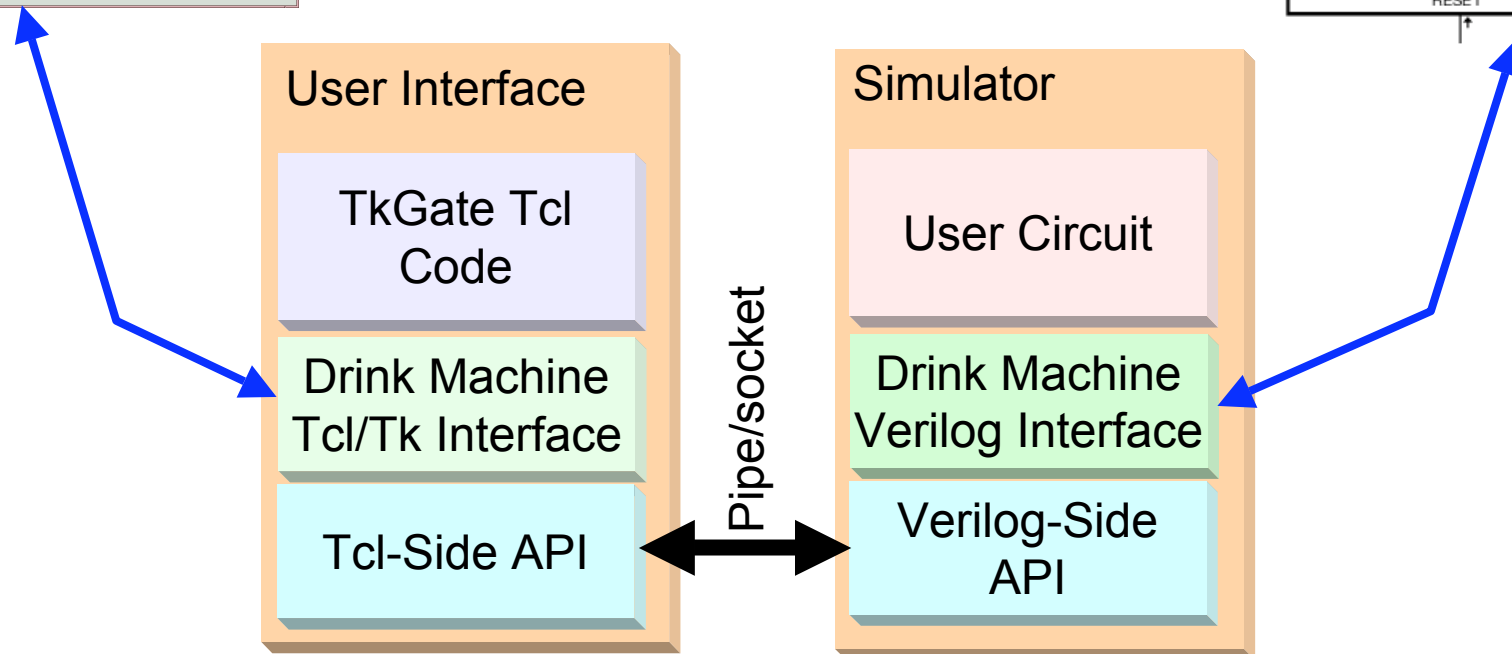 RESET
User Interface
TkGate Tcl
Code
Drink Machine
Tcl/Tk Interface
Tcl-Side API
Pipe/socket
Simulator
User Circuit
Drink Machine
Verilog Interface
Verilog-Side
API